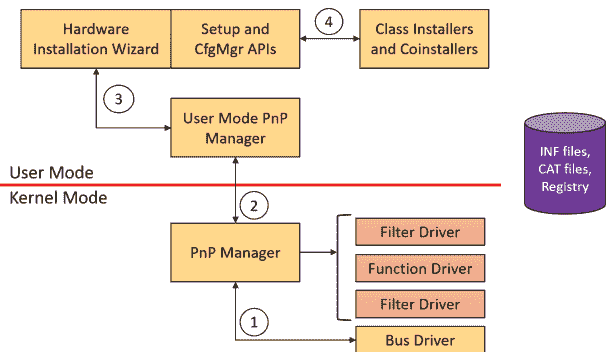 Hardware
Installation Wizard
Setup and
CfgMgr APIs
4
Class Installers
and Coinstallers
3
User Mode PnP
Manager
INF files,
CAT files,
Registry
User Mode
Kernel Mode
2
PnP Manager
Filter Driver
Function Driver
Filter Driver
1
Bus Driver